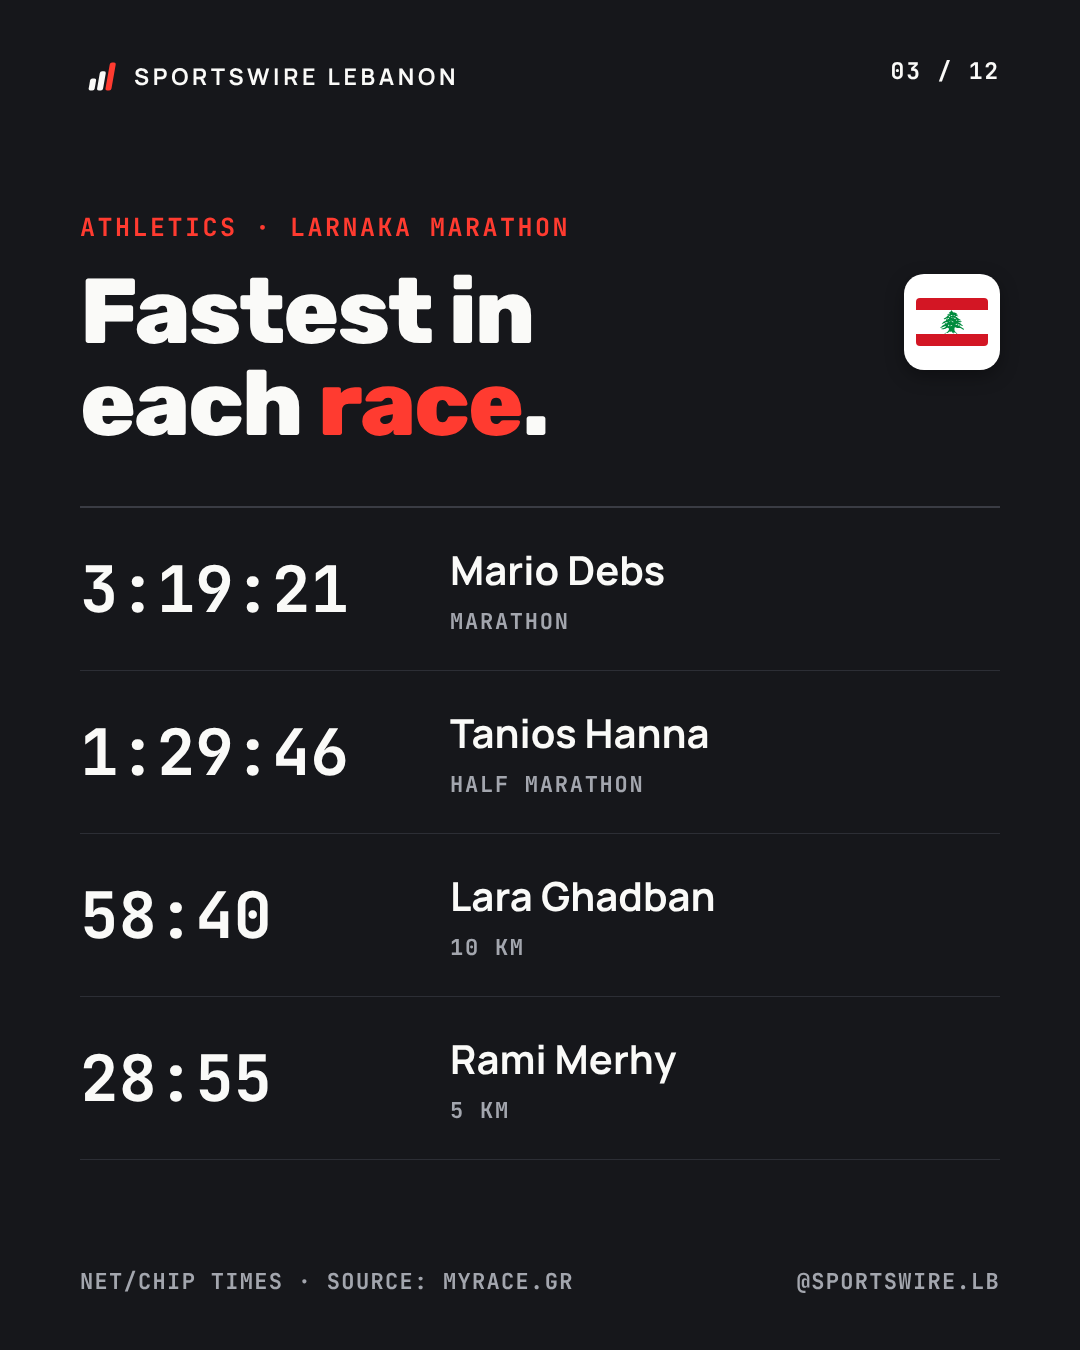 SPORTSWIRE LEBANON
03 / 12
ATHLETICS · LARNAKA MARATHON
Fastest in
each race.
3:19:21
Mario Debs
MARATHON
1:29:46
Tanios Hanna
HALF MARATHON
58:40
Lara Ghadban
10 KM
28:55
Rami Merhy
5 KM
NET/CHIP TIMES · SOURCE: MYRACE.GR
@SPORTSWIRE.LB